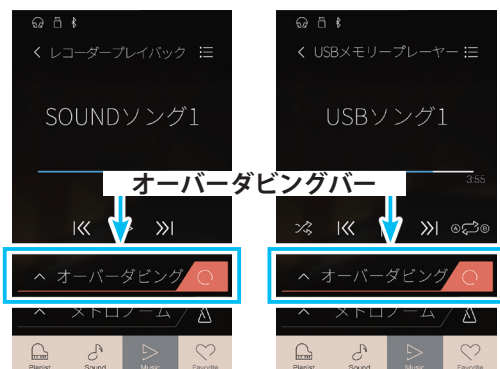 レコーダープレイバック
SOUNDソング1
オーバーダビング
メトロノーム
Pianist Sound Music Favorite
USBメモリープレーヤー
USBソング1
3:55
A B
オーバーダビング
メトロノーム
Pianist Sound Music Favorite
オーバーダビングバー